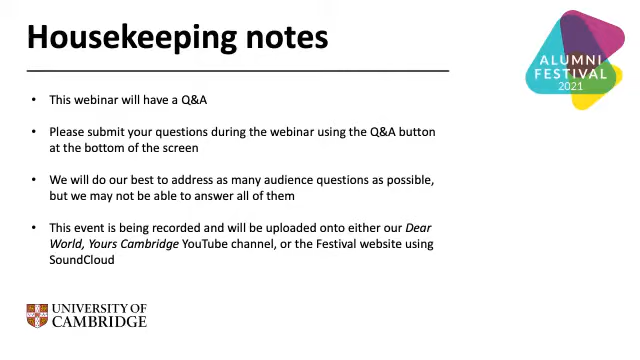 Housekeeping notes
ALUMNI
FESTIVAL
2021
• This webinar will have a Q&A
• Please submit your questions during the webinar using the Q&A button
at the bottom of the screen
• We will do our best to address as many audience questions as possible,
but we may not be able to answer all of them
• This event is being recorded and will be uploaded onto either our Dear
World, Yours Cambridge YouTube channel, or the Festival website using
SoundCloud
UNIVERSITY OF
CAMBRIDGE